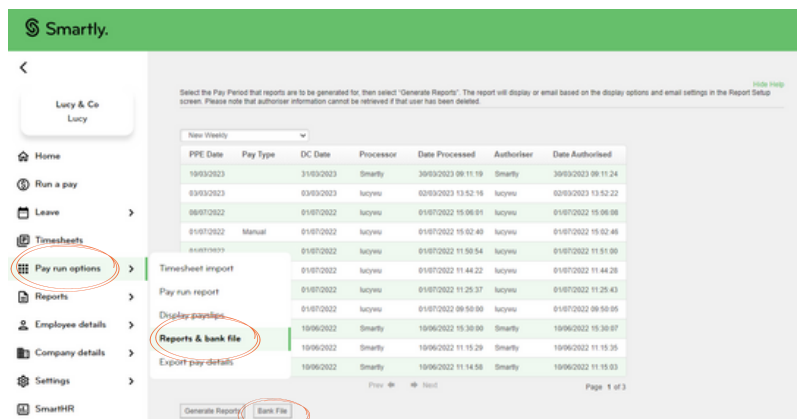 Smartly.
Hide Help
Select the Pay Period that reports are to be generated for, then select "Generate Reports". The report will display or email based on the display options and email settings in the Report Setup
screen. Please note that authoriser information cannot be retrieved if that user has been deleted.
Lucy & Co
Lucy
Home
Run a pay
Leave
Timesheets
Pay run options
Reports
Employee details
Company details
Settings
SmartHR
Timesheet import
Pay run report
Display payslips
Reports & bank file
Export pay details
New Weekly
PPE Date Pay Type DC Date Processor Date Processed Authoriser Date Authorised
10/03/2023 31/03/2023 Smartly 30/03/2023 09:11:19 Smartly 30/03/2023 09:11:24
03/03/2023 03/03/2023 lucywu 02/03/2023 13:52:16 lucywu 02/03/2023 13:52:22
08/07/2022 01/07/2022 lucywu 01/07/2022 15:06:01 lucywu 01/07/2022 15:06:08
01/07/2022 Manual 01/07/2022 lucywu 01/07/2022 15:02:40 lucywu 01/07/2022 15:02:46
01/07/2022 01/07/2022 lucywu 01/07/2022 11:50:54 lucywu 01/07/2022 11:51:00
01/07/2022 lucywu 01/07/2022 11:44:22 lucywu 01/07/2022 11:44:28
01/07/2022 lucywu 01/07/2022 11:25:37 lucywu 01/07/2022 11:25:43
01/07/2022 lucywu 01/07/2022 09:50:00 lucywu 01/07/2022 09:50:05
10/06/2022 Smartly 10/06/2022 15:30:00 Smartly 10/06/2022 15:30:07
10/06/2022 Smartly 10/06/2022 11:15:29 Smartly 10/06/2022 11:15:35
10/06/2022 Smartly 10/06/2022 11:14:58 Smartly 10/06/2022 11:15:03
Prev Next Page 1 of 3
Generate Reports Bank File